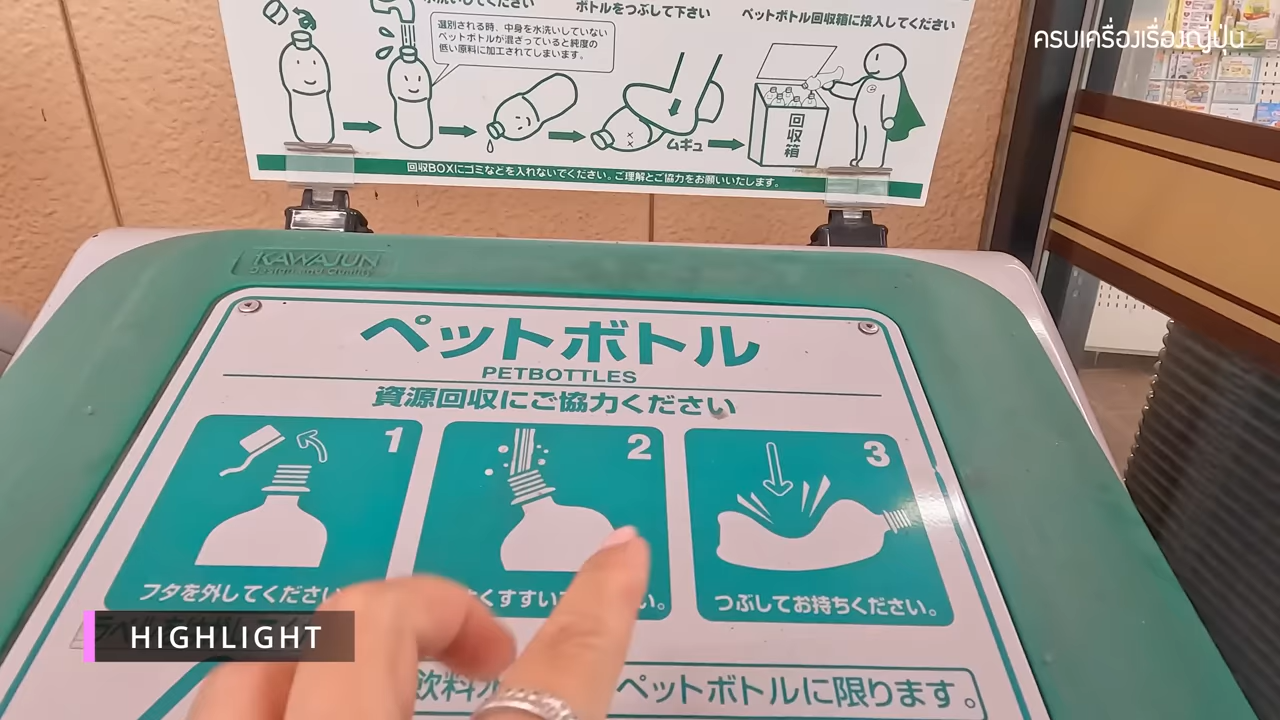 ボトルをつぶして下さい
ペットボトル回収箱に投入してください
ครบเครื่องเรื่องญี่ปุ่น
選別される時、中身を水洗いしていない
ペットボトルが混ざっていると純度の
低い原料に加工されてしまいます。
ムギュ
回収箱
回収BOXにゴミなどを入れないでください。ご理解とご協力をお願いいたします。
KAWAJUN
Design and Quality
ペットボトル
PETBOTTLES
資源回収にご協力ください
1
2
3
フタを外してください
くすすい
つぶしてお持ちください。
HIGHLIGHT
飲料
ペットボトルに限ります。